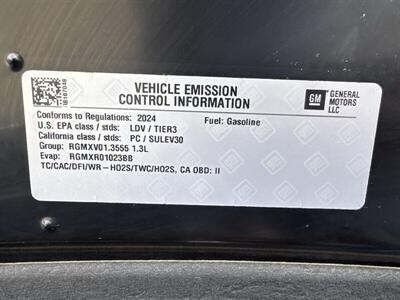 VEHICLE EMISSION
CONTROL INFORMATION
GM
GENERAL
MOTORS
LLC
Conforms to Regulations: 2024
Fuel: Gasoline
U.S. EPA class / stds: LDV / TIER3
California class / stds: PC / SULEV30
Group: RGMXV01.3555 1.3L
Evap: RGMXR01023BB
TC/CAC/DFI/WR-HO2S/TWC/HO2S, CA OBD: II